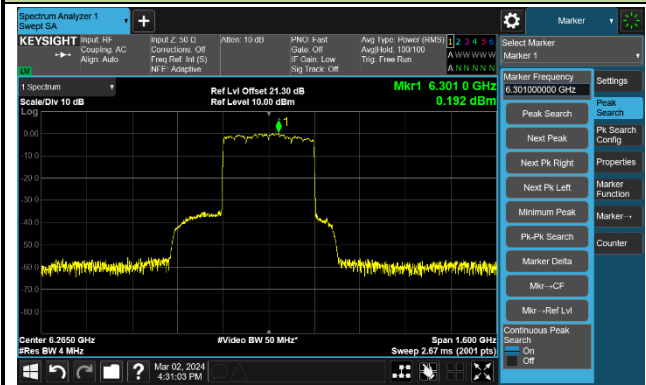 Spectrum Analyzer 1
Swept SA
+
Marker
KEYSIGHT Input: RF Input Z: 50 Ω Atten: 10 dB PNO: Fast Avg Type: Power (RMS) 1 2 3 4 5 6
Coupling: AC Corrections: Off Gate: Off Avg|Hold: 100/100 A W W W W W
Align: Auto Freq Ref: Int (S) IF Gain: Low Trig: Free Run
LV NFE: Adaptive Sig Track: Off A N N N N N
Select Marker
Marker 1
1 Spectrum
Scale/Div 10 dB
Log
Ref Lvl Offset 21.30 dB
Ref Level 10.00 dBm
Mkr1 6.301 0 GHz
0.192 dBm
1
0.00
-10.0
-20.0
-30.0
-40.0
-50.0
-60.0
-70.0
-80.0
Center 6.2650 GHz #Video BW 50 MHz* Span 1.600 GHz
#Res BW 4 MHz Sweep 2.67 ms (2001 pts)
Marker Frequency
6.301000000 GHz
Peak Search
Next Peak
Next Pk Right
Next Pk Left
Minimum Peak
Pk-Pk Search
Marker Delta
Mkr→CF
Mkr→Ref Lvl
Continuous Peak
Search
On
Off
Settings
Peak
Search
Pk Search
Config
Properties
Marker
Function
Marker→
Counter
?
Mar 02, 2024
4:31:03 PM